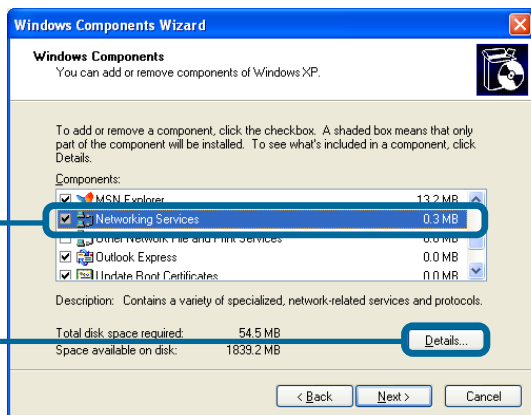 Windows Components Wizard
Windows Components
You can add or remove components of Windows XP.
To add or remove a component, click the checkbox. A shaded box means that only
part of the component will be installed. To see what's included in a component, click
Details.
Components:
MSN Explorer 13.2 MB
Networking Services 0.3 MB
Other Network File and Print Services 0.0 MB
Outlook Express 0.0 MB
Update Root Certificates 0.0 MB
Description: Contains a variety of specialized, network-related services and protocols.
Total disk space required: 54.5 MB
Space available on disk: 1839.2 MB
Details...
< Back Next > Cancel